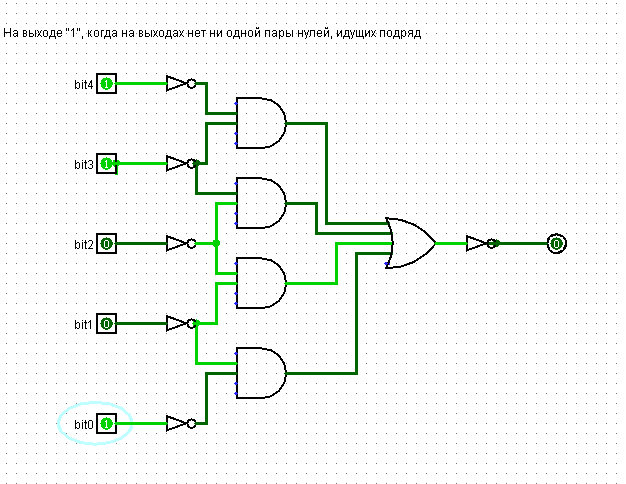 На выходе "1", когда на выходах нет ни одной пары нулей, идущих подряд
bit4 1
bit3 1
bit2 0
0
bit1 0
bit0 1